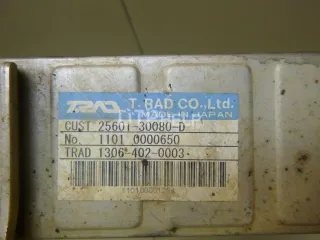 TRAD T. RAD CO., Ltd.
MADE IN JAPAN
CUST 25601-30080-D
No. 1101 0000650
TRAD 1306-402-0003